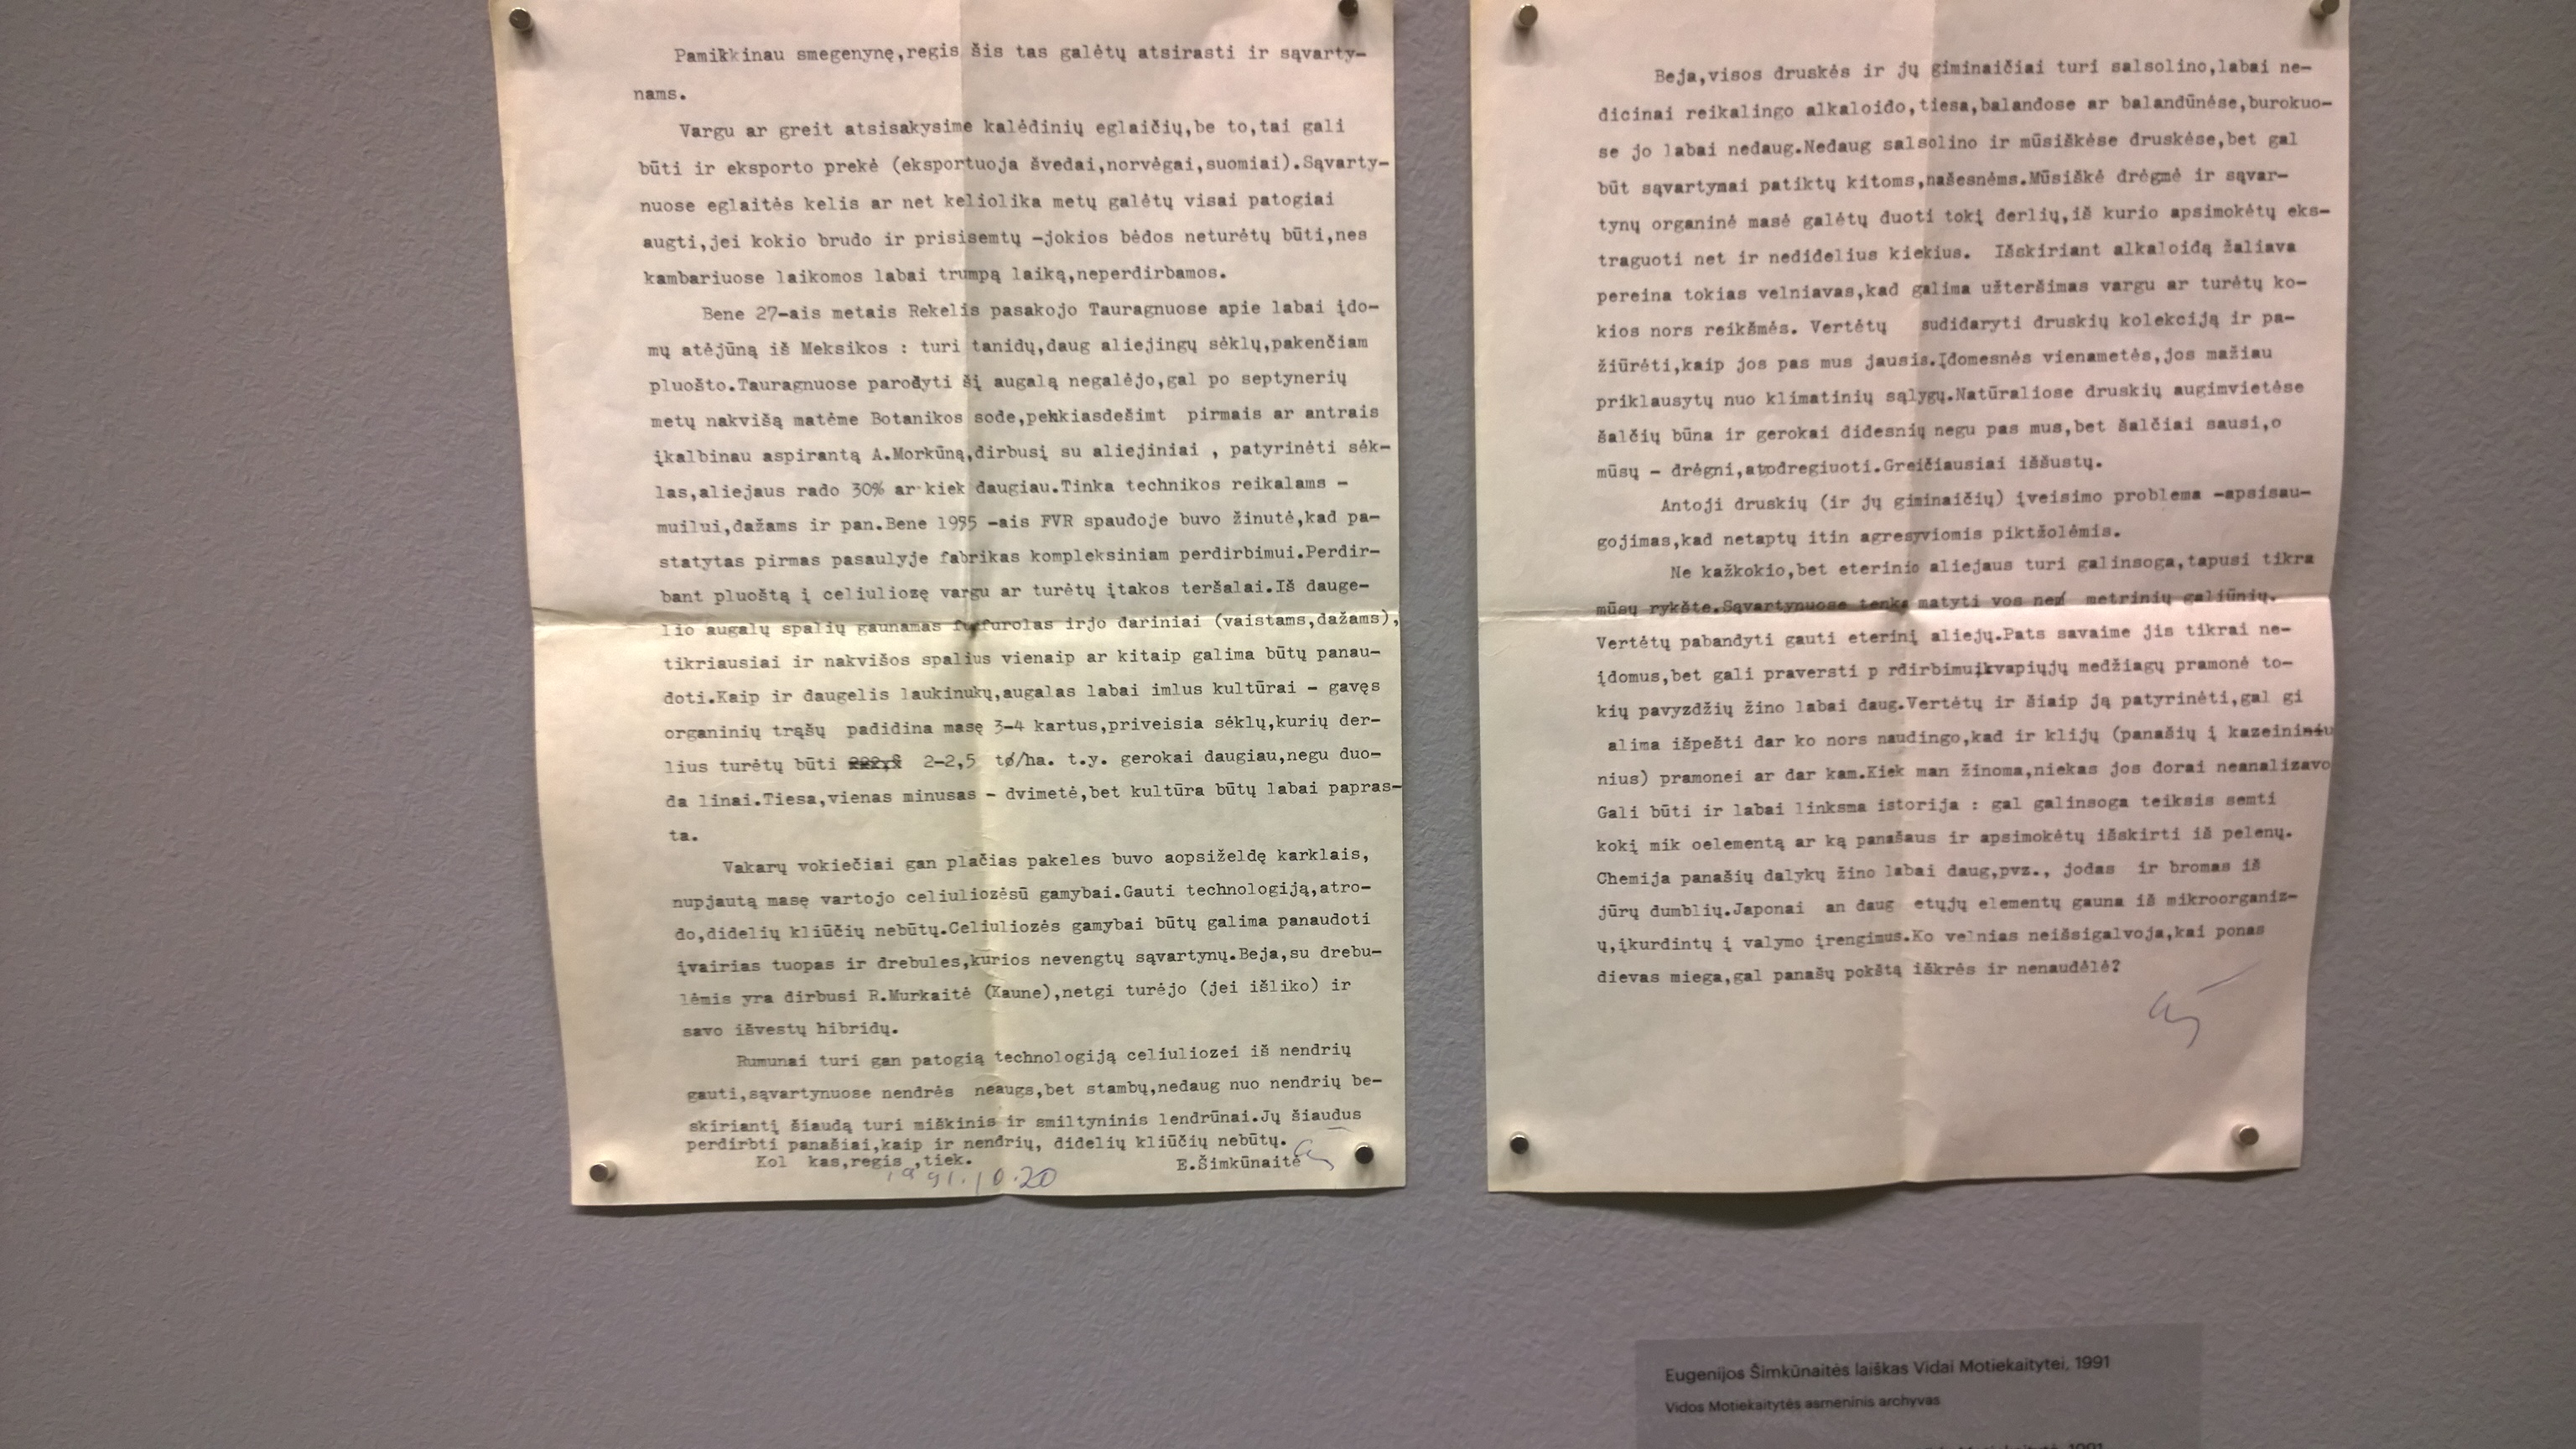 Pamikkinau smegenynę,regis šis tas galėtų atsirasti ir sąvarty-
nams.
Vargu ar greit atsisakysime kalėdinių eglaičių,be to,tai gali
būti ir eksporto prekė (eksportuoja švedai,norvėgai,suomiai).Sąvarty-
nuose eglaitės kelis ar net keliolika metų galėtų visai patogiai
augti,jei kokio brudo ir prisisemtų -jokios bėdos neturėtų būti,nes
kambariuose laikomos labai trumpą laiką,neperdirbamos.
Bene 27-ais metais Rekelis pasakojo Tauragnuose apie labai įdo-
mų atėjūną iš Meksikos : turi tanidų,daug aliejingų sėklų,pakenčiam
pluošto.Tauragnuose parodyti šį augalą negalėjo,gal po septynerių
metų nakvišą matėme Botanikos sode,penkiasdešimt pirmais ar antrais
įkalbinau aspirantą A.Morkūną,dirbusį su aliejiniai , patyrinėti sėk-
las,aliejaus rado 30% ar kiek daugiau.Tinka technikos reikalams -
muilui,dažams ir pan.Bene 1955 -ais FVR spaudoje buvo žinutė,kad pa-
statytas pirmas pasaulyje fabrikas kompleksiniam perdirbimui.Perdir-
bant pluoštą į celiuliozę vargu ar turėtų įtakos teršalai.Iš dauge-
lio augalų spalių gaunamas furfurolas irjo dariniai (vaistams,dažams),
tikriausiai ir nakvišos spalius vienaip ar kitaip galima būtų panau-
doti.Kaip ir daugelis laukinukų,augalas labai imlus kultūrai - gavęs
organinių trąšų padidina masę 3-4 kartus,priveisia sėklų,kurių der-
lius turėtų būti 2-2,5 t/ha. t.y. gerokai daugiau,negu duo-
da linai.Tiesa,vienas minusas - dvimetė,bet kultūra būtų labai papras-
ta.
Vakarų vokiečiai gan plačias pakeles buvo aopsiželdę karklais,
nupjautą masę vartojo celiuliozėsū gamybai.Gauti technologiją,atro-
do,didelių kliūčių nebūtų.Celiuliozės gamybai būtų galima panaudoti
įvairias tuopas ir drebules,kurios nevengtų sąvartynų.Beja,su drebu-
lėmis yra dirbusi R.Murkaitė (Kaune),netgi turėjo (jei išliko) ir
savo išvestų hibridų.
Rumunai turi gan patogią technologiją celiuliozei iš nendrių
gauti,sąvartynuose nendrės neaugs,bet stambų,nedaug nuo nendrių be-
skiriantį šiaudą turi miškinis ir smiltyninis lendrūnai.Jų šiaudus
perdirbti panašiai,kaip ir nendrių, didelių kliūčių nebūtų.
Kol kas,regis ,tiek.
E.Šimkūnaitė
1991.10.20
Beja,visos druskės ir jų giminaičiai turi salsolino,labai ne-
dicinai reikalingo alkaloido,tiesa,balandose ar balandūnėse,burokuo-
se jo labai nedaug.Nedaug salsolino ir mūsiškėse druskėse,bet gal
būt sąvartynai patiktų kitoms,našesnėms.Mūsiškė drėgmė ir sąvar-
tynų organinė masė galėtų duoti tokį derlių,iš kurio apsimokėtų eks-
traguoti net ir nedidelius kiekius. Išskiriant alkaloidą žaliava
pereina tokias velniavas,kad galima užteršimas vargu ar turėtų ko-
kios nors reikšmės. Vertėtų sudidaryti druskių kolekciją ir pa-
žiūrėti,kaip jos pas mus jausis.Įdomesnės vienametės,jos mažiau
priklausytų nuo klimatinių sąlygų.Natūraliose druskių augimvietėse
šalčių būna ir gerokai didesnių negu pas mus,bet šalčiai sausi,o
mūsų - drėgni,atodregiuoti.Greičiausiai iššustų.
Antoji druskių (ir jų giminaičių) įveisimo problema -apsisau-
gojimas,kad netaptų itin agresyviomis piktžolėmis.
Ne kažkokio,bet eterinio aliejaus turi galinsoga,tapusi tikra
mūsų rykšte.Sąvartynuose tenka matyti vos ne metrinių galiūnių.
Vertėtų pabandyti gauti eterinį aliejų.Pats savaime jis tikrai ne-
įdomus,bet gali praversti p rdirbimui,kvapiųjų medžiagų pramonė to-
kių pavyzdžių žino labai daug.Vertėtų ir šiaip ją patyrinėti,gal gi
alima išpešti dar ko nors naudingo,kad ir klijų (panašių į kazeininiu
nius) pramonei ar dar kam.Kiek man žinoma,niekas jos dorai neanalizavo
Gali būti ir labai linksma istorija : gal galinsoga teiksis semti
kokį mik oelementą ar ką panašaus ir apsimokėtų išskirti iš pelenų.
Chemija panašių dalykų žino labai daug,pvz., jodas ir bromas iš
jūrų dumblių.Japonai an daug etųjų elementų gauna iš mikroorganiz-
ų,įkurdintų į valymo įrengimus.Ko velnias neišsigalvoja,kai ponas
dievas miega,gal panašų pokštą iškrės ir nenaudėlė?
Eugenijos Šimkūnaitės laiškas Vidai Motiekaitytei, 1991
Vidos Motiekaitytės asmeninis archyvas